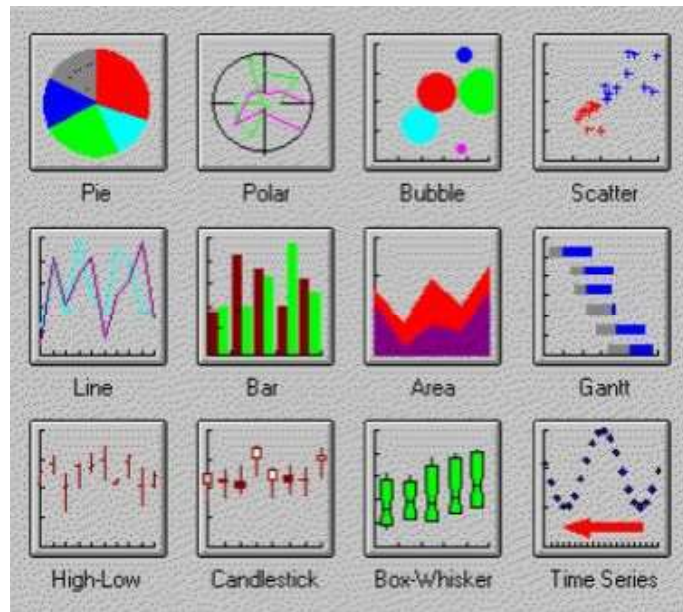 Pie Polar Bubble Scatter
Line Bar Area Gantt
High-Low Candlestick Box-Whisker Time Series